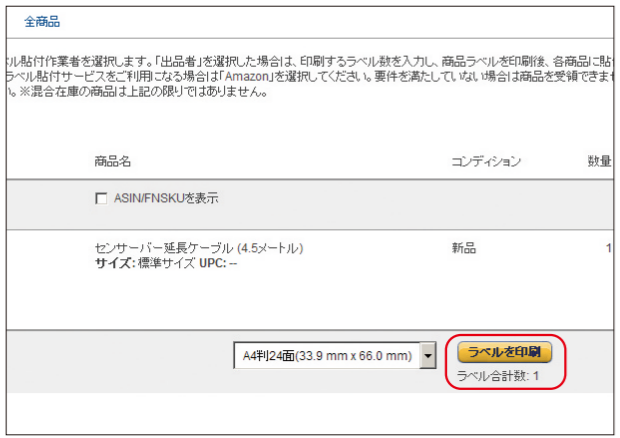 全商品
ル貼付作業者を選択します。「出品者」を選択した場合は、印刷するラベル数を入力し、商品ラベルを印刷後、各商品に貼
ラベル貼付サービスをご利用になる場合は「Amazon」を選択してください。要件を満たしていない場合は商品を受領できませ
い。※混合在庫の商品は上記の限りではありません。
商品名 コンディション 数量
ASIN/FNSKUを表示
センサーバー延長ケーブル (4.5メートル) 新品 1
サイズ: 標準サイズ UPC: --
A4判24面(33.9 mm x 66.0 mm) ラベルを印刷
ラベル合計数: 1